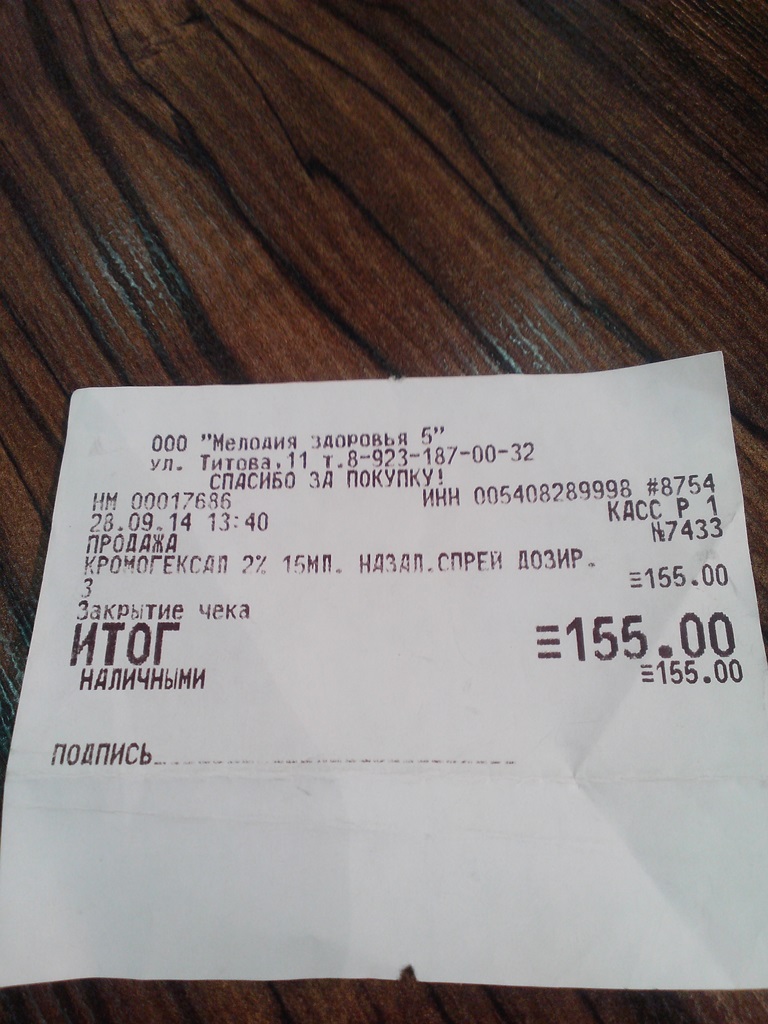 ООО "Мелодия здоровья 5"
ул. Титова,11 т.8-923-187-00-32
СПАСИБО ЗА ПОКУПКУ!
НМ 00017686 ИНН 005408289998 #8754
28.09.14 13:40 КАСС Р 1
ПРОДАЖА №7433
КРОМОГЕКСАЛ 2% 15МЛ. НАЗАЛ.СПРЕЙ ДОЗИР.
3 ≡155.00
Закрытие чека
ИТОГ ≡155.00
НАЛИЧНЫМИ ≡155.00
ПОДПИСЬ